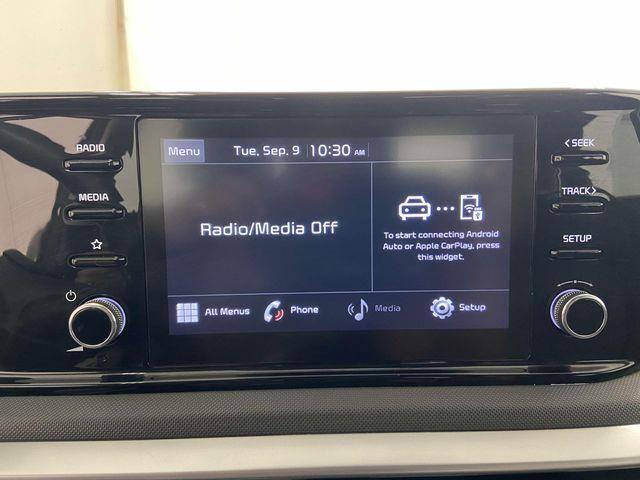 RADIO
MEDIA
Menu
Tue, Sep. 9
10:30 AM
Radio/Media Off
To start connecting Android
Auto or Apple CarPlay, press
this widget.
All Menus
Phone
Media
Setup
<SEEK
TRACK>
SETUP